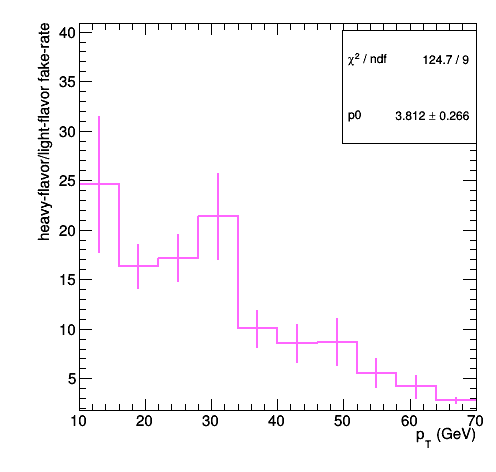 heavy-flavor/light-flavor fake-rate
40
35
30
25
20
15
10
5
χ² / ndf 124.7 / 9
p0 3.812 ± 0.266
10 20 30 40 50 60 70
p_T (GeV)